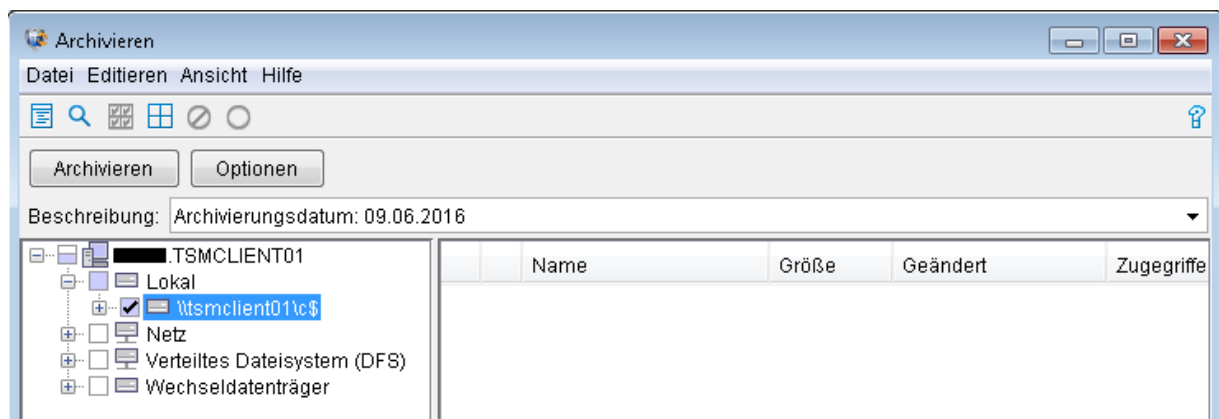 Archivieren
Datei Editieren Ansicht Hilfe
Archivieren Optionen
Beschreibung: Archivierungsdatum: 09.06.2016
.TSMCLIENT01
Lokal
\\tsmclient01\c$
Netz
Verteiltes Dateisystem (DFS)
Wechseldatenträger
Name Größe Geändert Zugegriffe